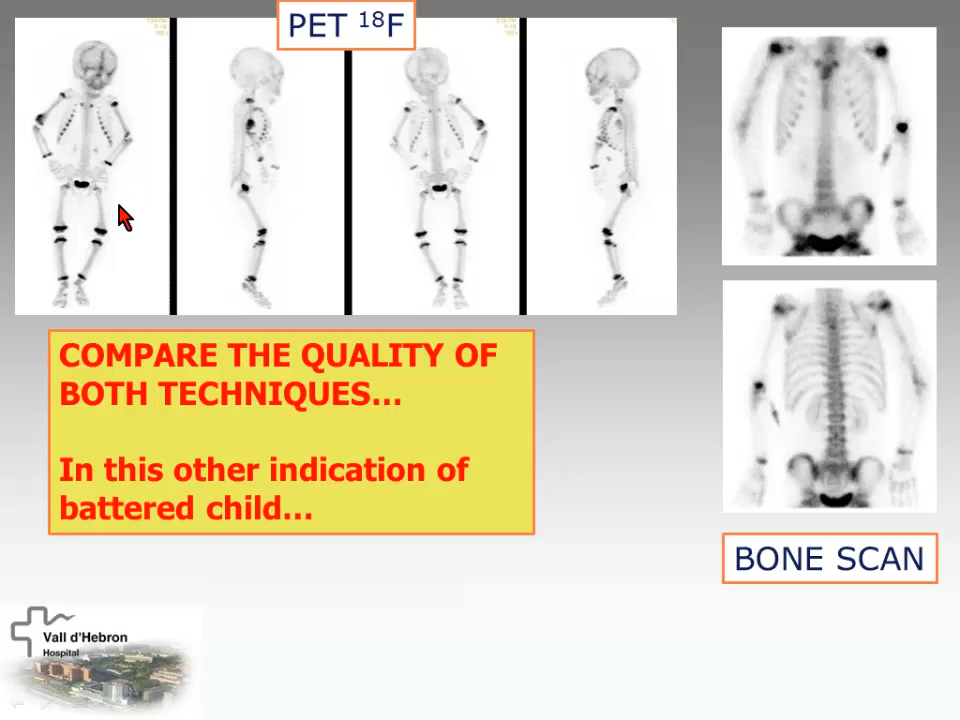 PET ¹⁸F
COMPARE THE QUALITY OF
BOTH TECHNIQUES...
In this other indication of
battered child...
BONE SCAN
Vall d'Hebron
Hospital